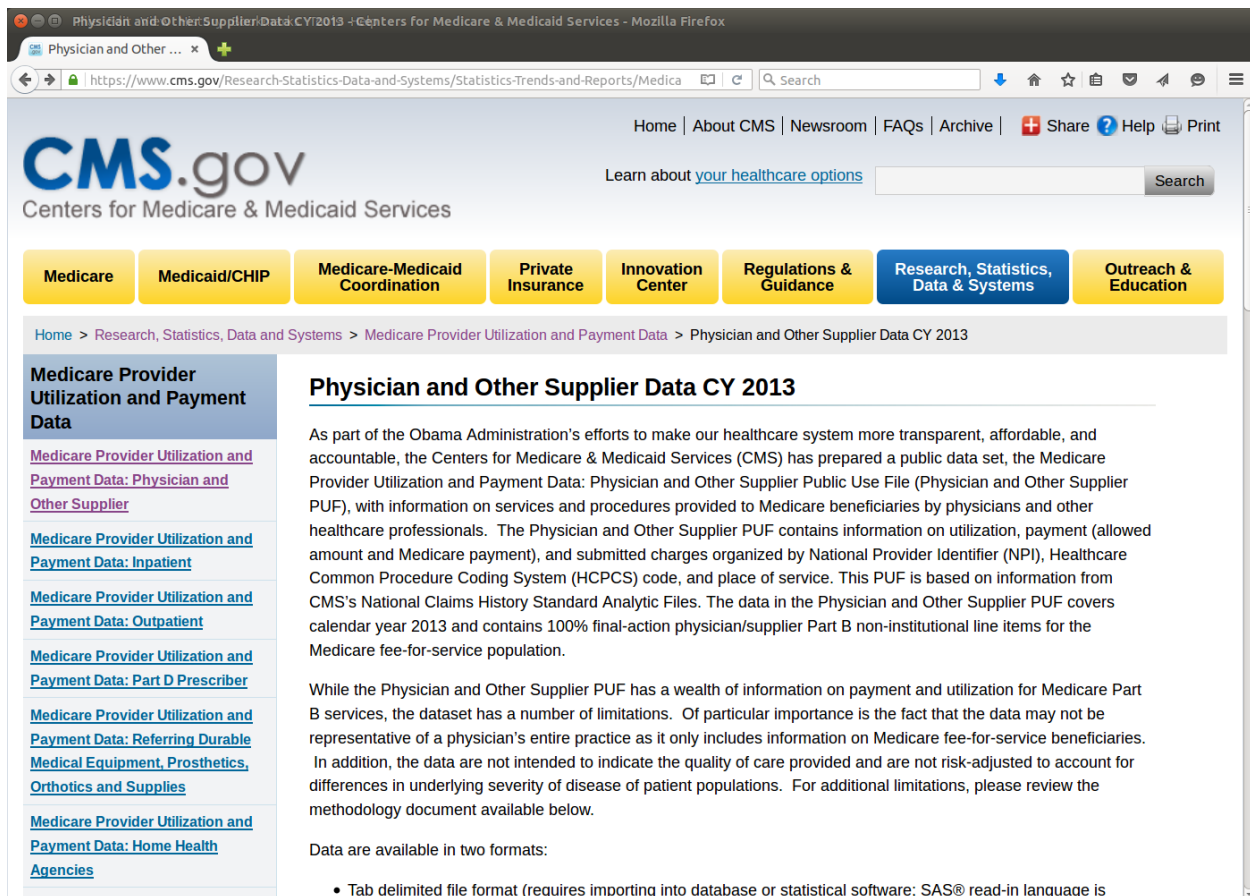 Physician and Other Supplier Data CY 2013 - Centers for Medicare & Medicaid Services - Mozilla Firefox
Physician and Other ...
https://www.cms.gov/Research-Statistics-Data-and-Systems/Statistics-Trends-and-Reports/Medica
Search
Home | About CMS | Newsroom | FAQs | Archive | Share Help Print
CMS.gov
Centers for Medicare & Medicaid Services
Learn about your healthcare options
Search
Medicare
Medicaid/CHIP
Medicare-Medicaid
Coordination
Private
Insurance
Innovation
Center
Regulations &
Guidance
Research, Statistics,
Data & Systems
Outreach &
Education
Home > Research, Statistics, Data and Systems > Medicare Provider Utilization and Payment Data > Physician and Other Supplier Data CY 2013
Medicare Provider
Utilization and Payment
Data
Medicare Provider Utilization and
Payment Data: Physician and
Other Supplier
Medicare Provider Utilization and
Payment Data: Inpatient
Medicare Provider Utilization and
Payment Data: Outpatient
Medicare Provider Utilization and
Payment Data: Part D Prescriber
Medicare Provider Utilization and
Payment Data: Referring Durable
Medical Equipment, Prosthetics,
Orthotics and Supplies
Medicare Provider Utilization and
Payment Data: Home Health
Agencies
Physician and Other Supplier Data CY 2013
As part of the Obama Administration's efforts to make our healthcare system more transparent, affordable, and
accountable, the Centers for Medicare & Medicaid Services (CMS) has prepared a public data set, the Medicare
Provider Utilization and Payment Data: Physician and Other Supplier Public Use File (Physician and Other Supplier
PUF), with information on services and procedures provided to Medicare beneficiaries by physicians and other
healthcare professionals.  The Physician and Other Supplier PUF contains information on utilization, payment (allowed
amount and Medicare payment), and submitted charges organized by National Provider Identifier (NPI), Healthcare
Common Procedure Coding System (HCPCS) code, and place of service. This PUF is based on information from
CMS's National Claims History Standard Analytic Files. The data in the Physician and Other Supplier PUF covers
calendar year 2013 and contains 100% final-action physician/supplier Part B non-institutional line items for the
Medicare fee-for-service population.
While the Physician and Other Supplier PUF has a wealth of information on payment and utilization for Medicare Part
B services, the dataset has a number of limitations.  Of particular importance is the fact that the data may not be
representative of a physician's entire practice as it only includes information on Medicare fee-for-service beneficiaries.
In addition, the data are not intended to indicate the quality of care provided and are not risk-adjusted to account for
differences in underlying severity of disease of patient populations.  For additional limitations, please review the
methodology document available below.
Data are available in two formats:
• Tab delimited file format (requires importing into database or statistical software; SAS® read-in language is